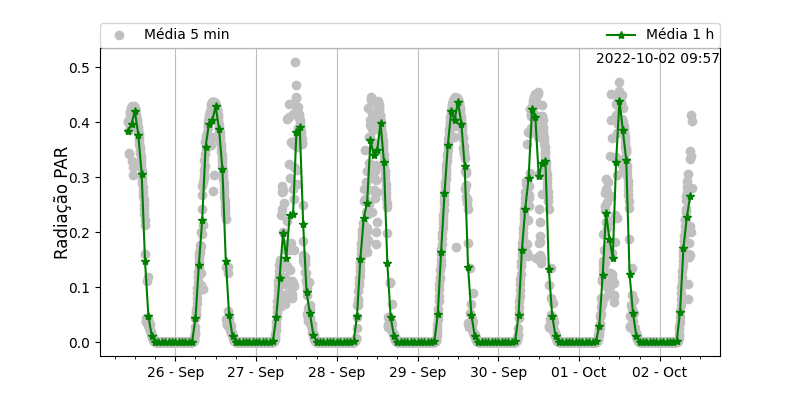 Média 5 min
Média 1 h
2022-10-02 09:57
Radiação PAR
0.5
0.4
0.3
0.2
0.1
0.0
26 - Sep
27 - Sep
28 - Sep
29 - Sep
30 - Sep
01 - Oct
02 - Oct